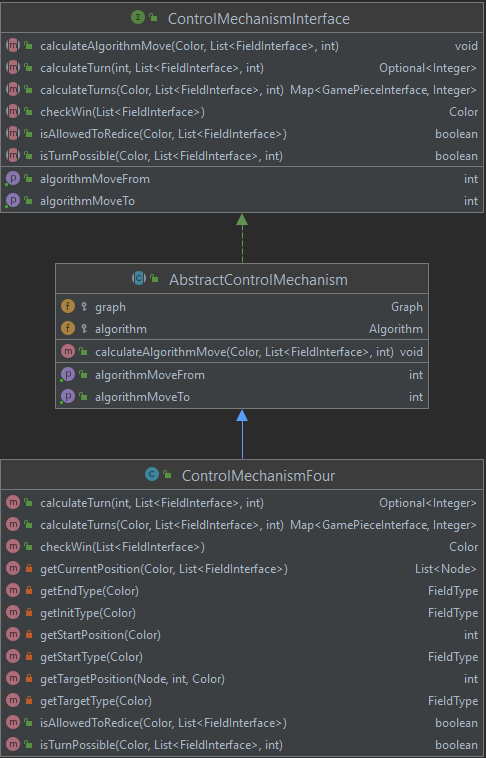 ControlMechanismInterface
calculateAlgorithmMove(Color, List<FieldInterface>, int) void
calculateTurn(int, List<FieldInterface>, int) Optional<Integer>
calculateTurns(Color, List<FieldInterface>, int) Map<GamePieceInterface, Integer>
checkWin(List<FieldInterface>) Color
isAllowedToRedice(Color, List<FieldInterface>) boolean
isTurnPossible(Color, List<FieldInterface>, int) boolean
algorithmMoveFrom int
algorithmMoveTo int
AbstractControlMechanism
graph Graph
algorithm Algorithm
calculateAlgorithmMove(Color, List<FieldInterface>, int) void
algorithmMoveFrom int
algorithmMoveTo int
ControlMechanismFour
calculateTurn(int, List<FieldInterface>, int) Optional<Integer>
calculateTurns(Color, List<FieldInterface>, int) Map<GamePieceInterface, Integer>
checkWin(List<FieldInterface>) Color
getCurrentPosition(Color, List<FieldInterface>) List<Node>
getEndType(Color) FieldType
getInitType(Color) FieldType
getStartPosition(Color) int
getStartType(Color) FieldType
getTargetPosition(Node, int, Color) int
getTargetType(Color) FieldType
isAllowedToRedice(Color, List<FieldInterface>) boolean
isTurnPossible(Color, List<FieldInterface>, int) boolean